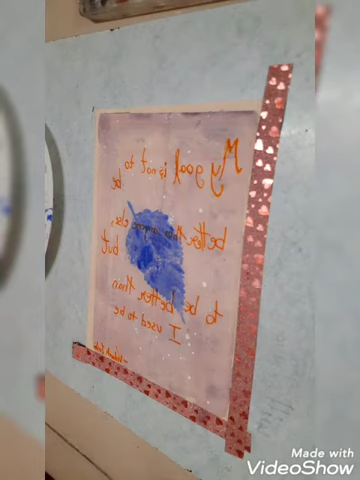 My goal is not to
be
better than
else,
but
to be better than
I used to be
Made with
VideoShow